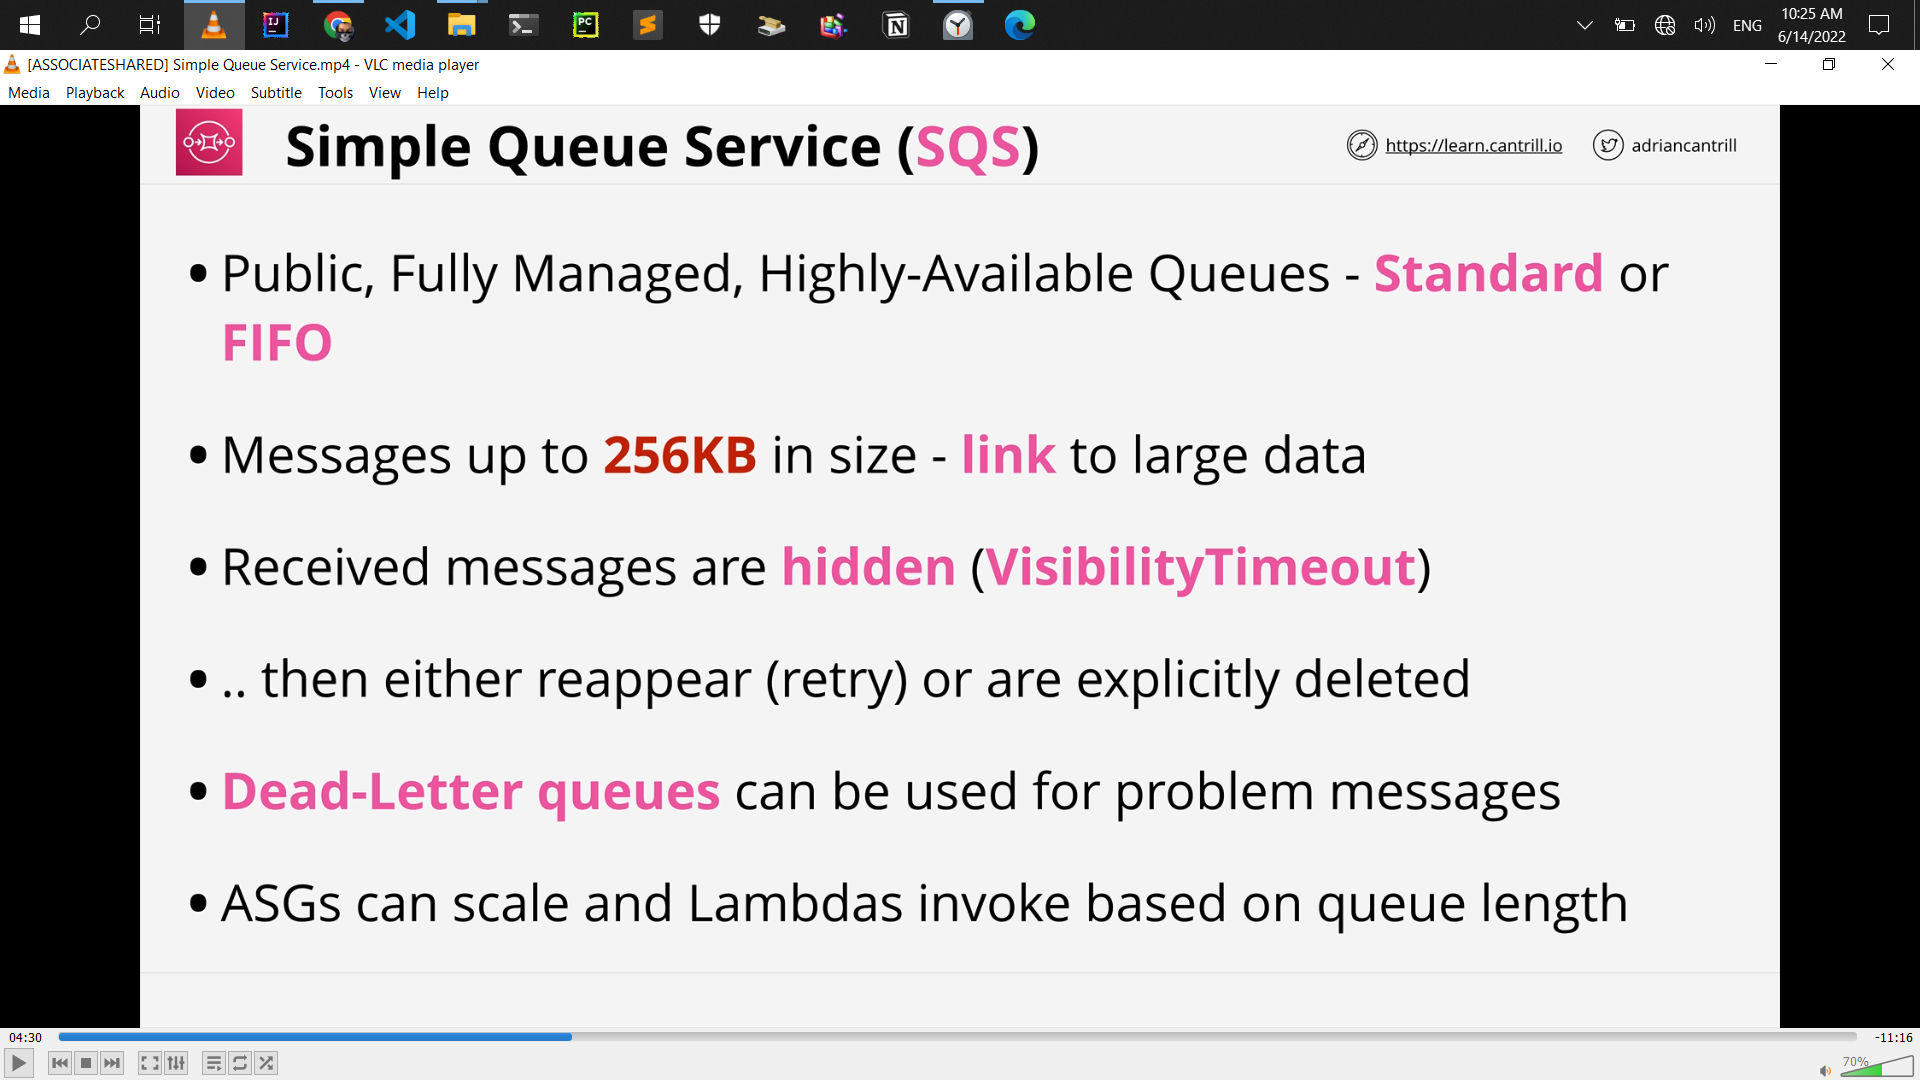 ENG
10:25 AM
6/14/2022
[ASSOCIATESHARED] Simple Queue Service.mp4 - VLC media player
Media Playback Audio Video Subtitle Tools View Help
Simple Queue Service (SQS)
https://learn.cantrill.io
adriancantrill
• Public, Fully Managed, Highly-Available Queues - Standard or
FIFO
• Messages up to 256KB in size - link to large data
• Received messages are hidden (VisibilityTimeout)
• .. then either reappear (retry) or are explicitly deleted
• Dead-Letter queues can be used for problem messages
• ASGs can scale and Lambdas invoke based on queue length
04:30
-11:16
70%